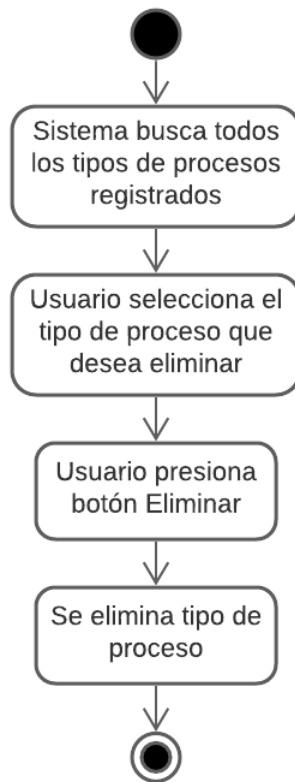 Sistema busca todos
los tipos de procesos
registrados
Usuario selecciona el
tipo de proceso que
desea eliminar
Usuario presiona
botón Eliminar
Se elimina tipo de
proceso